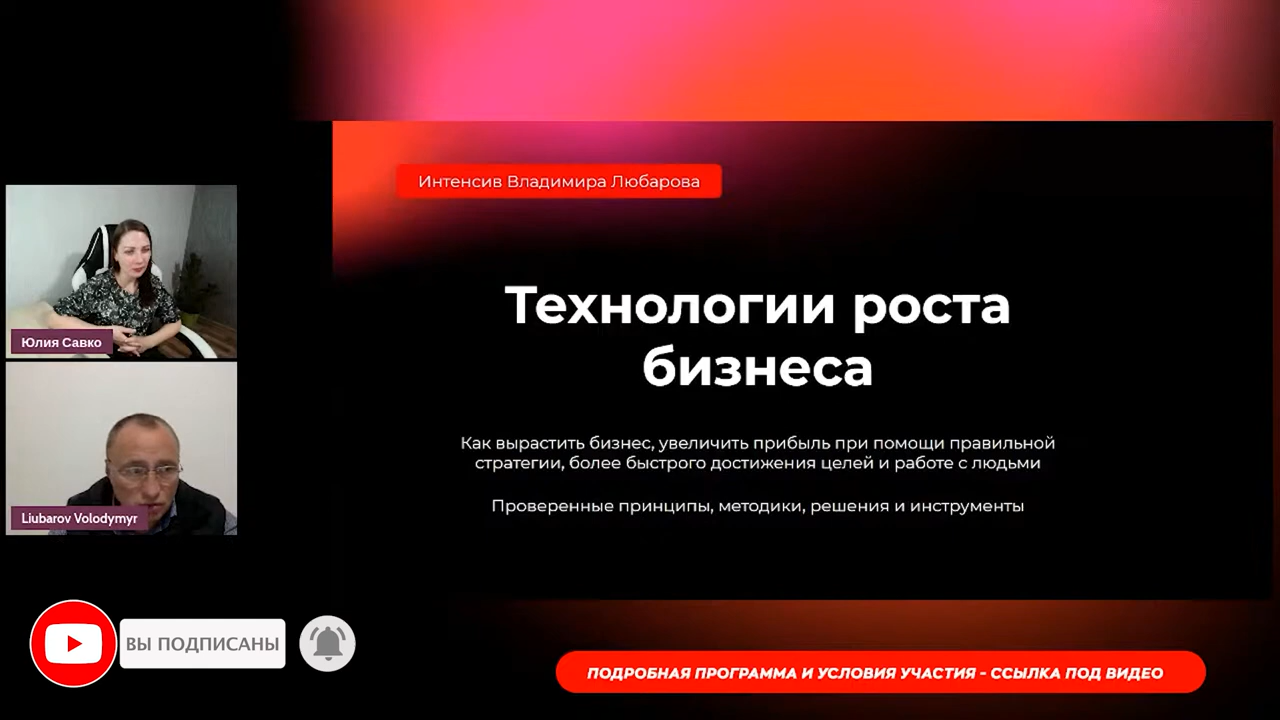 Интенсив Владимира Любарова
Технологии роста
бизнеса
Как вырастить бизнес, увеличить прибыль при помощи правильной
стратегии, более быстрого достижения целей и работе с людьми
Проверенные принципы, методики, решения и инструменты
Юлия Савко
Liubarov Volodymyr
ВЫ ПОДПИСАНЫ
ПОДРОБНАЯ ПРОГРАММА И УСЛОВИЯ УЧАСТИЯ - ССЫЛКА ПОД ВИДЕО